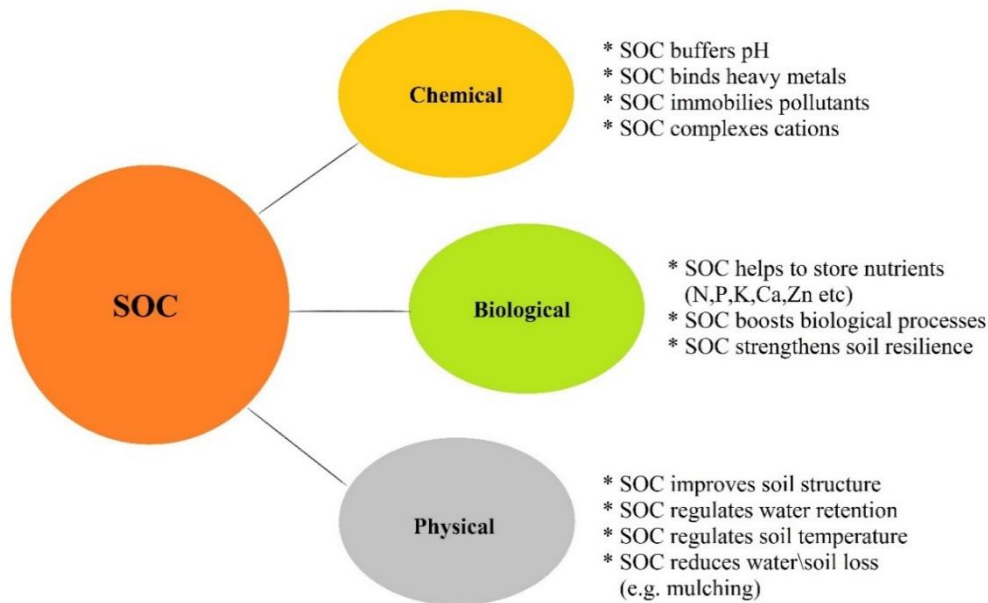 SOC
Chemical
* SOC buffers pH
* SOC binds heavy metals
* SOC immobilies pollutants
* SOC complexes cations
Biological
* SOC helps to store nutrients
(N,P,K,Ca,Zn etc)
* SOC boosts biological processes
* SOC strengthens soil resilience
Physical
* SOC improves soil structure
* SOC regulates water retention
* SOC regulates soil temperature
* SOC reduces water\soil loss
(e.g. mulching)